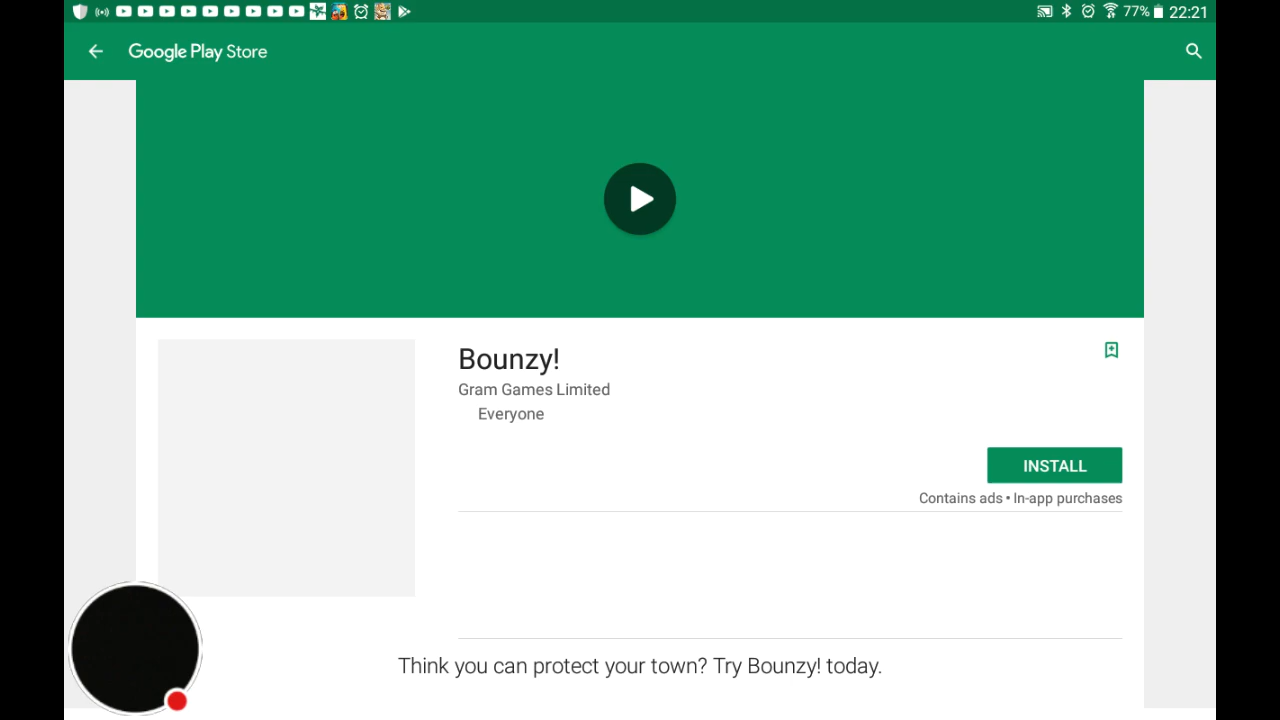 77% 22:21
Google Play Store
Bounzy!
Gram Games Limited
Everyone
INSTALL
Contains ads • In-app purchases
Think you can protect your town? Try Bounzy! today.